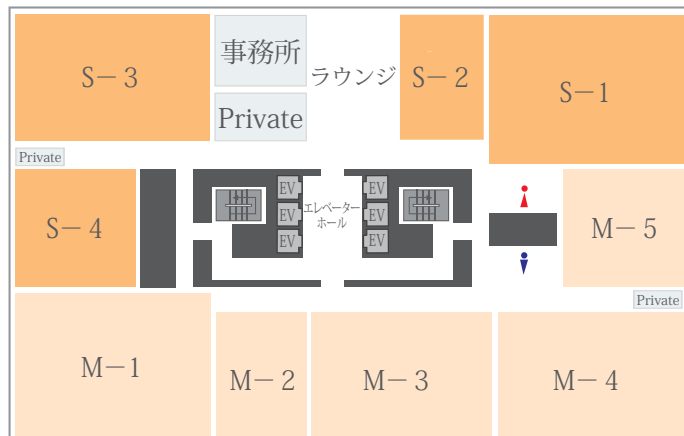 S－3
事務所
ラウンジ
S－2
S－1
Private
Private
S－4
EV
EV
EV
エレベーター
ホール
EV
EV
EV
M－5
Private
M－1
M－2
M－3
M－4